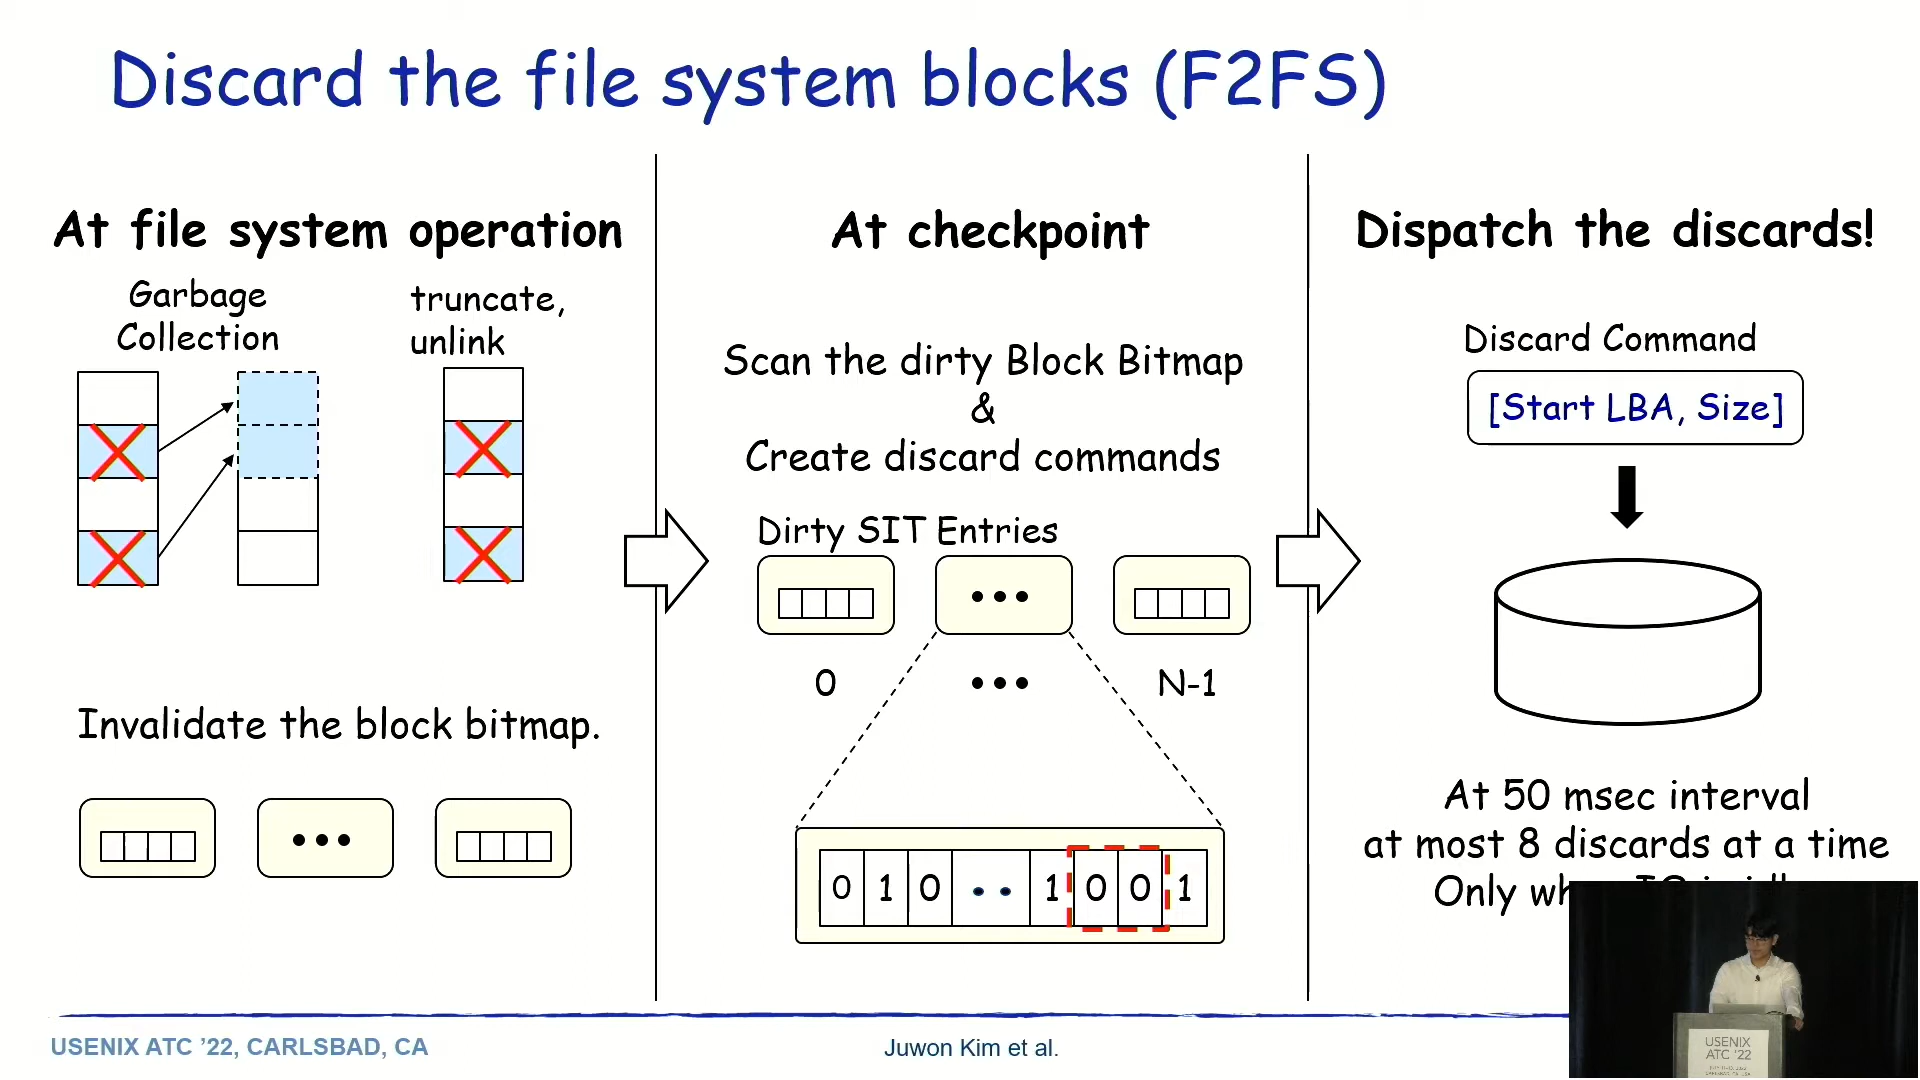 Discard the file system blocks (F2FS)
At file system operation
Garbage
Collection
truncate,
unlink
Invalidate the block bitmap.
At checkpoint
Scan the dirty Block Bitmap
&
Create discard commands
Dirty SIT Entries
0
N-1
0 1 0 1 0 0 1
Dispatch the discards!
Discard Command
[Start LBA, Size]
At 50 msec interval
at most 8 discards at a time
Only
USENIX ATC ’22, CARLSBAD, CA
Juwon Kim et al.
USENIX
ATC '22